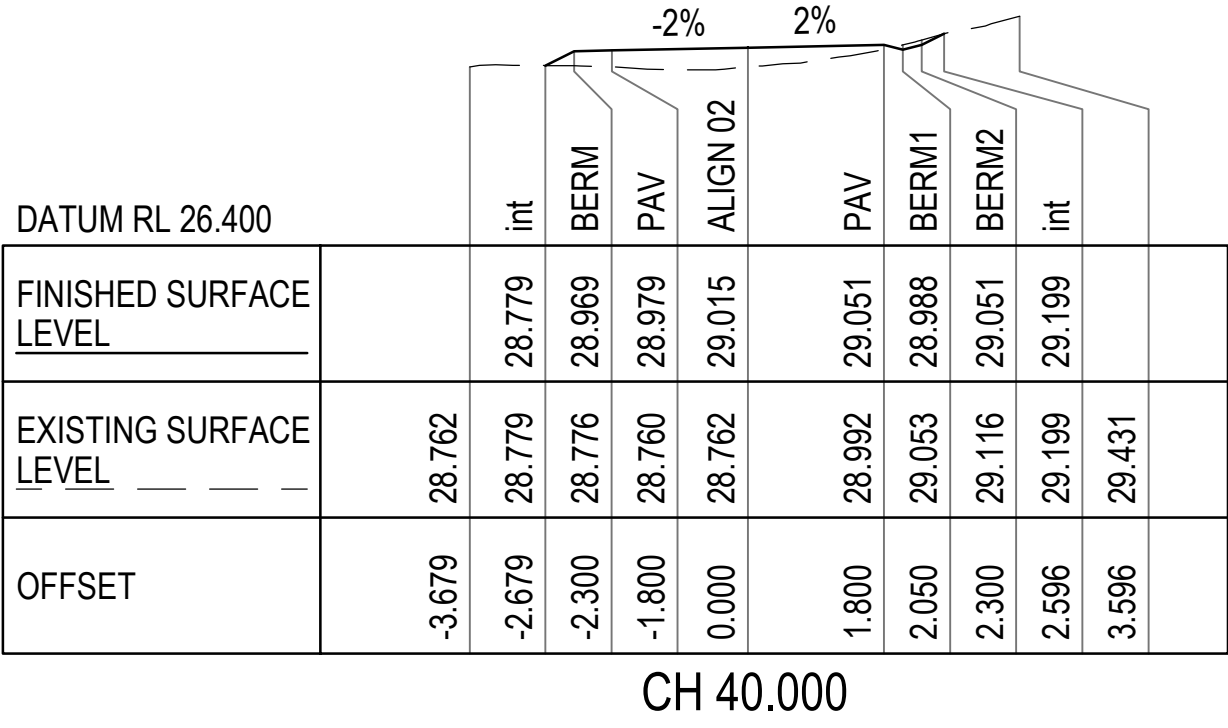 -2% 2%
DATUM RL 26.400
int
BERM
PAV
ALIGN 02
PAV
BERM1
BERM2
int
FINISHED SURFACE
LEVEL
28.779
28.969
28.979
29.015
29.051
28.988
29.051
29.199
EXISTING SURFACE
LEVEL
28.762
28.779
28.776
28.760
28.762
28.992
29.053
29.116
29.199
29.431
OFFSET
-3.679
-2.679
-2.300
-1.800
0.000
1.800
2.050
2.300
2.596
3.596
CH 40.000